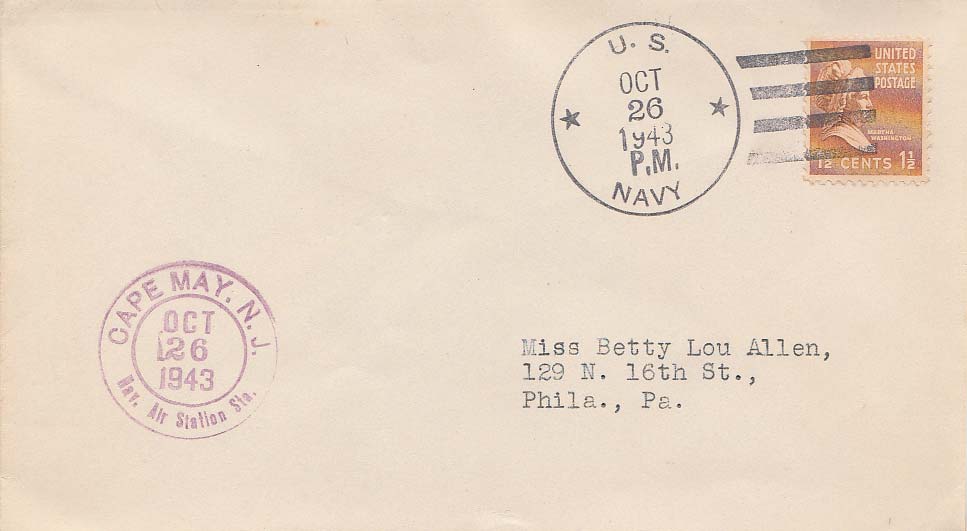 U. S.
OCT
26
1943
P.M.
NAVY
UNITED
STATES
POSTAGE
MARTHA
WASHINGTON
1½ CENTS 1½
CAPE MAY, N. J.
OCT
26
1943
Nav. Air Station Sta.
Miss Betty Lou Allen,
129 N. 16th St.,
Phila., Pa.